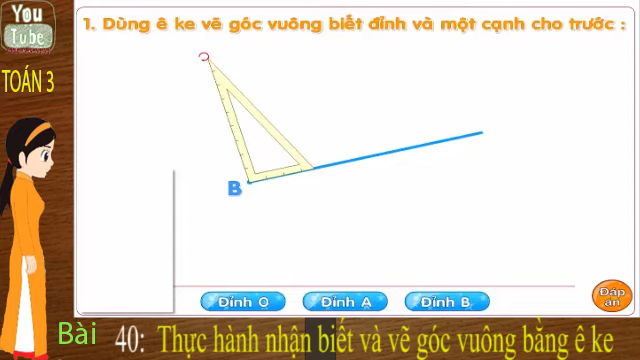 You
Tube
TOÁN 3
1. Dùng ê ke vẽ góc vuông biết đỉnh và một cạnh cho trước :
B
Đỉnh O
Đỉnh A
Đỉnh B
Đáp
án
Bài 40: Thực hành nhận biết và vẽ góc vuông bằng ê ke